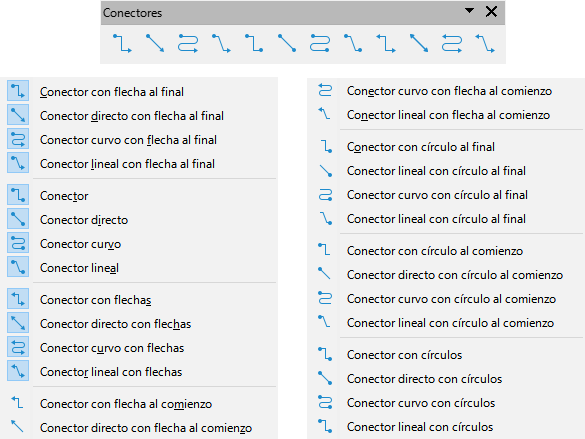 Conectores
Conector con flecha al final
Conector directo con flecha al final
Conector curvo con flecha al final
Conector lineal con flecha al final
Conector
Conector directo
Conector curvo
Conector lineal
Conector con flechas
Conector directo con flechas
Conector curvo con flechas
Conector lineal con flechas
Conector con flecha al comienzo
Conector directo con flecha al comienzo
Conector curvo con flecha al comienzo
Conector lineal con flecha al comienzo
Conector con círculo al final
Conector lineal con círculo al final
Conector curvo con círculo al final
Conector lineal con círculo al final
Conector con círculo al comienzo
Conector directo con círculo al comienzo
Conector curvo con círculo al comienzo
Conector lineal con círculo al comienzo
Conector con círculos
Conector directo con círculos
Conector curvo con círculos
Conector lineal con círculos